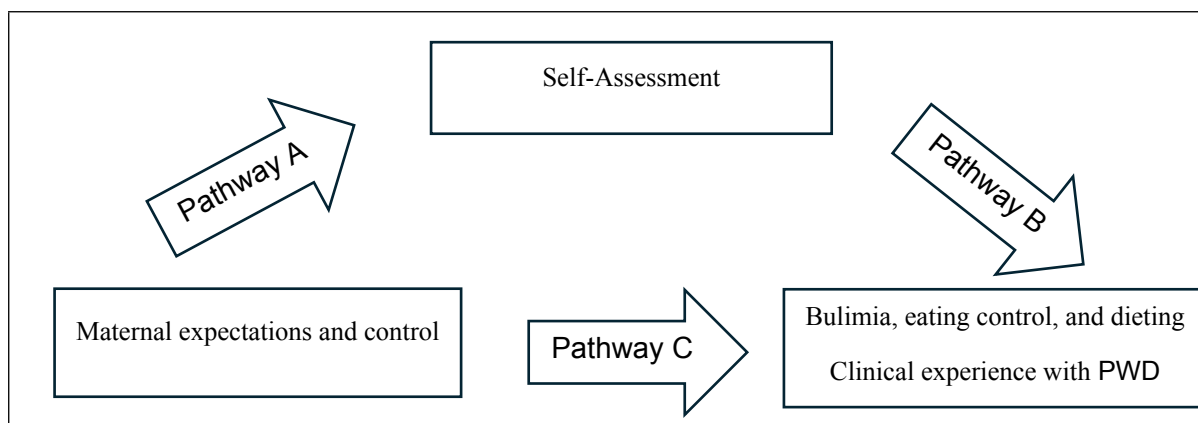 Self-Assessment
Pathway A
Pathway B
Maternal expectations and control
Pathway C
Bulimia, eating control, and dieting
Clinical experience with PWD